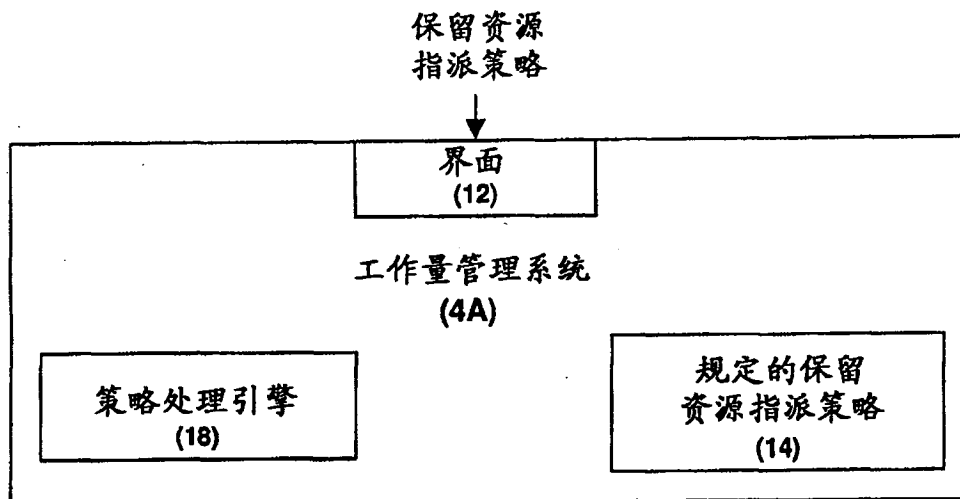 保留资源
指派策略
界面
(12)
工作量管理系统
(4A)
策略处理引擎
(18)
规定的保留
资源指派策略
(14)